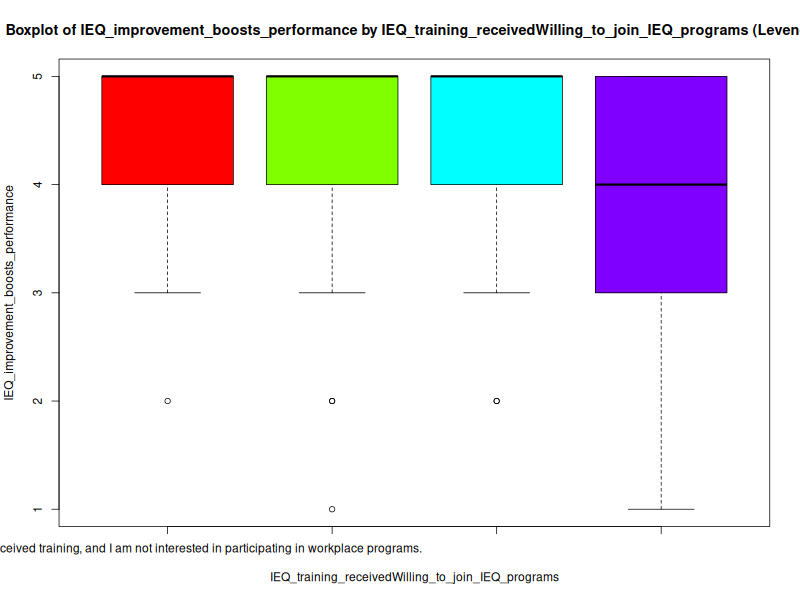 Boxplot of IEQ_improvement_boosts_performance by IEQ_training_receivedWilling_to_join_IEQ_programs (Leven
IEQ_improvement_boosts_performance
5
4
3
2
1
ceived training, and I am not interested in participating in workplace programs.
IEQ_training_receivedWilling_to_join_IEQ_programs